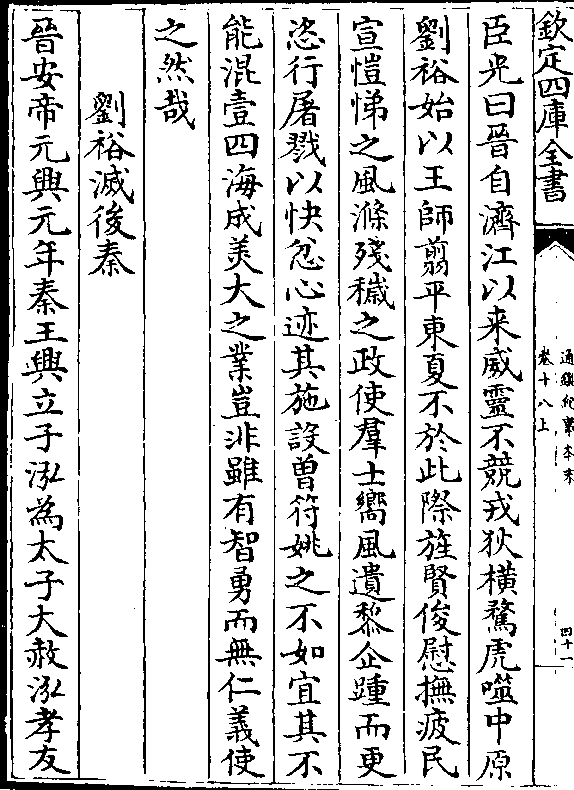 欽定四庫全書
通鑑紀事本末
卷十八上
四十一
臣光曰晉自濟江以來威靈不競戎狄橫騖虎噬中原
劉裕始以王師翦平東夏不於此際旌賢俊慰撫疲民
宣愷悌之風滌殘穢之政使羣士嚮風遺黎企踵而更
恣行屠戮以快忿心迹其施設曾符姚之不如宜其不
能混壹四海成美大之業豈非雖有智勇而無仁義使
之然哉
劉裕滅後秦
晉安帝元興元年秦王興立子泓為太子大赦泓孝友